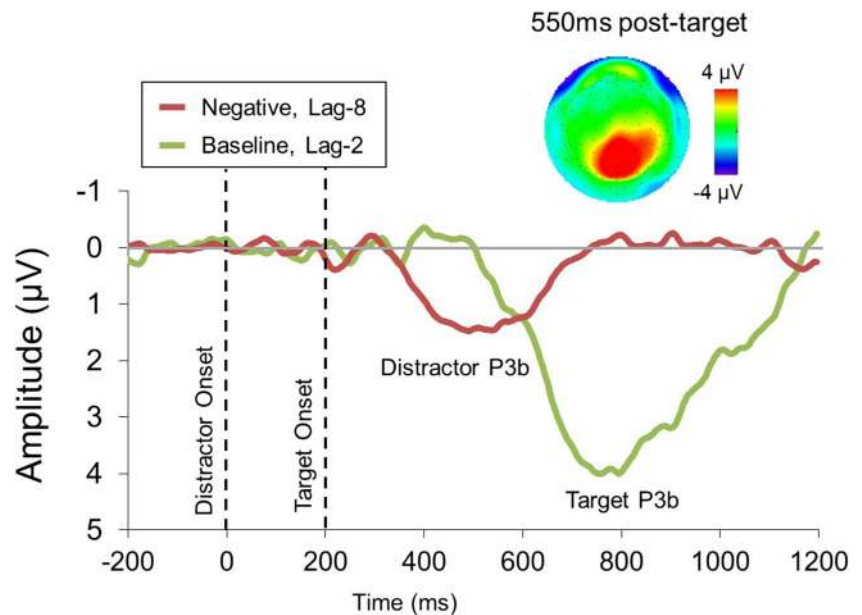 550ms post-target
4 µV
-4 µV
Negative, Lag-8
Baseline, Lag-2
Amplitude (µV)
-1
0
1
2
3
4
5
Distractor Onset
Target Onset
Distractor P3b
Target P3b
-200 0 200 400 600 800 1000 1200
Time (ms)